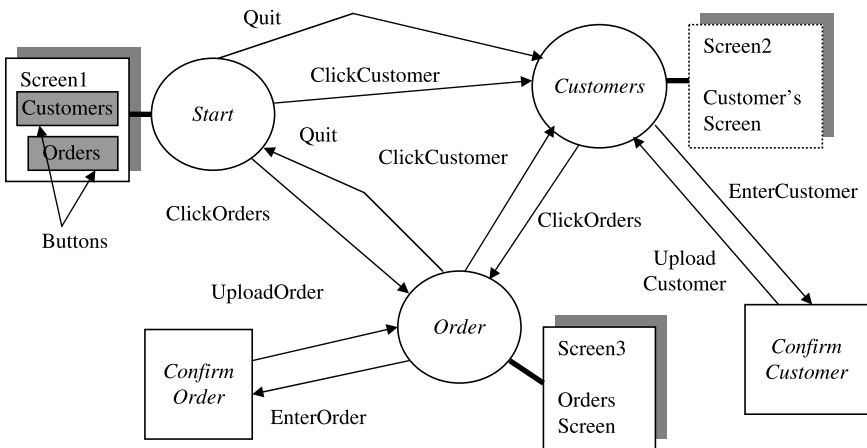 Quit
Screen1
Customers
Orders
Buttons
Start
ClickCustomer
Customers
Screen2
Customer's
Screen
Quit
ClickCustomer
ClickOrders
ClickOrders
EnterCustomer
Upload
Customer
UploadOrder
Order
Confirm
Order
EnterOrder
Screen3
Orders
Screen
Confirm
Customer